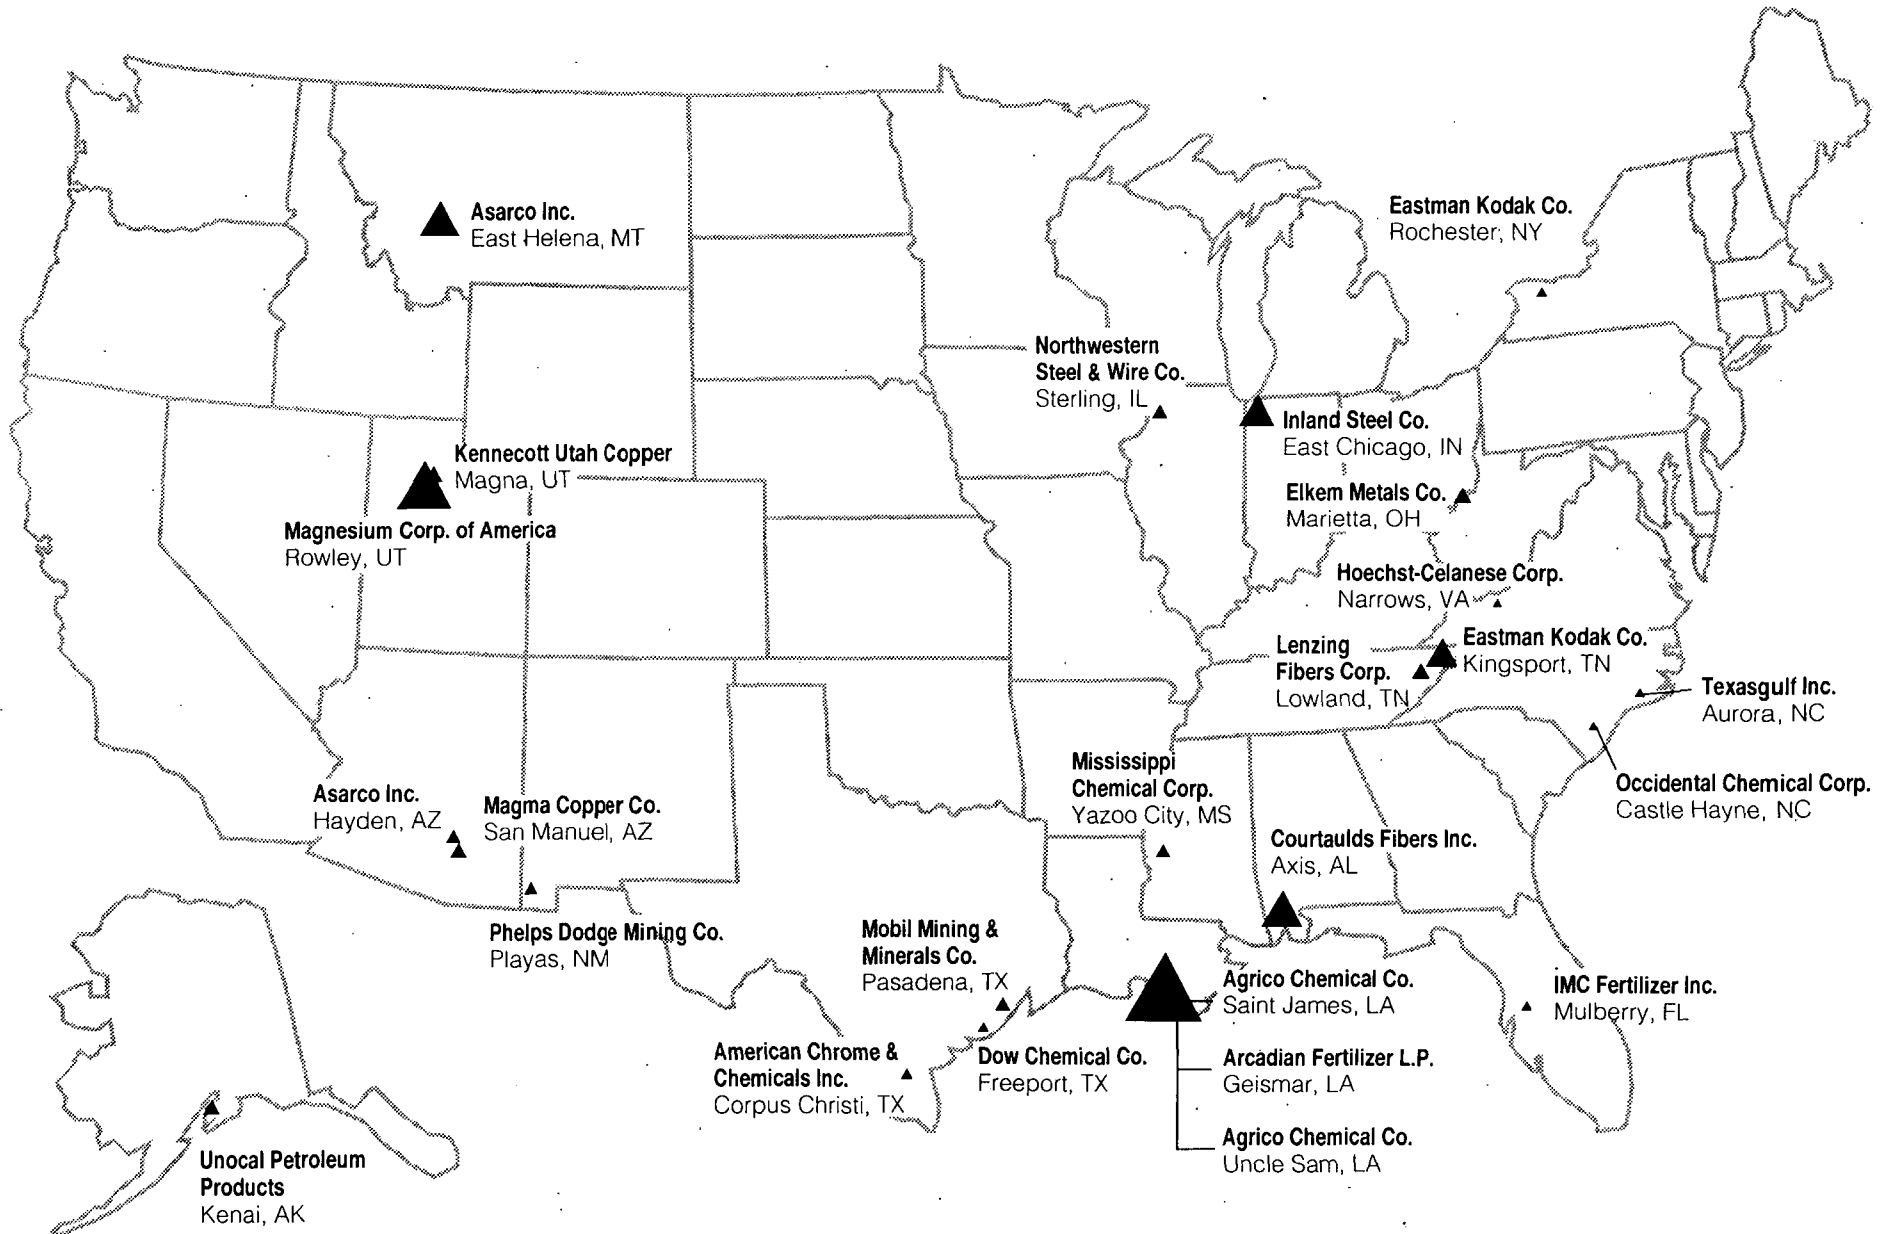 Asarco Inc.
East Helena, MT
Eastman Kodak Co.
Rochester, NY
Northwestern
Steel & Wire Co.
Sterling, IL
Inland Steel Co.
East Chicago, IN
Kennecott Utah Copper
Magna, UT
Magnesium Corp. of America
Rowley, UT
Elkem Metals Co.
Marietta, OH
Hoechst-Celanese Corp.
Narrows, VA
Lenzing
Fibers Corp.
Lowland, TN
Eastman Kodak Co.
Kingsport, TN
Texasgulf Inc.
Aurora, NC
Occidental Chemical Corp.
Castle Hayne, NC
Mississippi
Chemical Corp.
Yazoo City, MS
Asarco Inc.
Hayden, AZ
Magma Copper Co.
San Manuel, AZ
Courtaulds Fibers Inc.
Axis, AL
Phelps Dodge Mining Co.
Playas, NM
Mobil Mining &
Minerals Co.
Pasadena, TX
Agrico Chemical Co.
Saint James, LA
IMC Fertilizer Inc.
Mulberry, FL
American Chrome &
Chemicals Inc.
Corpus Christi, TX
Dow Chemical Co.
Freeport, TX
Arcadian Fertilizer L.P.
Geismar, LA
Agrico Chemical Co.
Uncle Sam, LA
Unocal Petroleum
Products
Kenai, AK